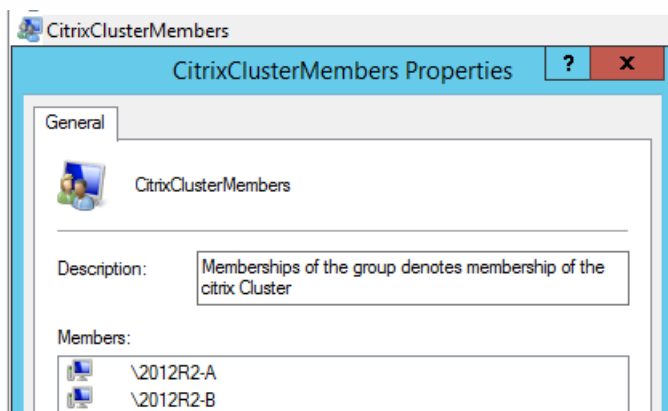 CitrixClusterMembers
CitrixClusterMembers Properties
?
x
General
CitrixClusterMembers
Description:
Memberships of the group denotes membership of the
citrix Cluster
Members:
\2012R2-A
\2012R2-B